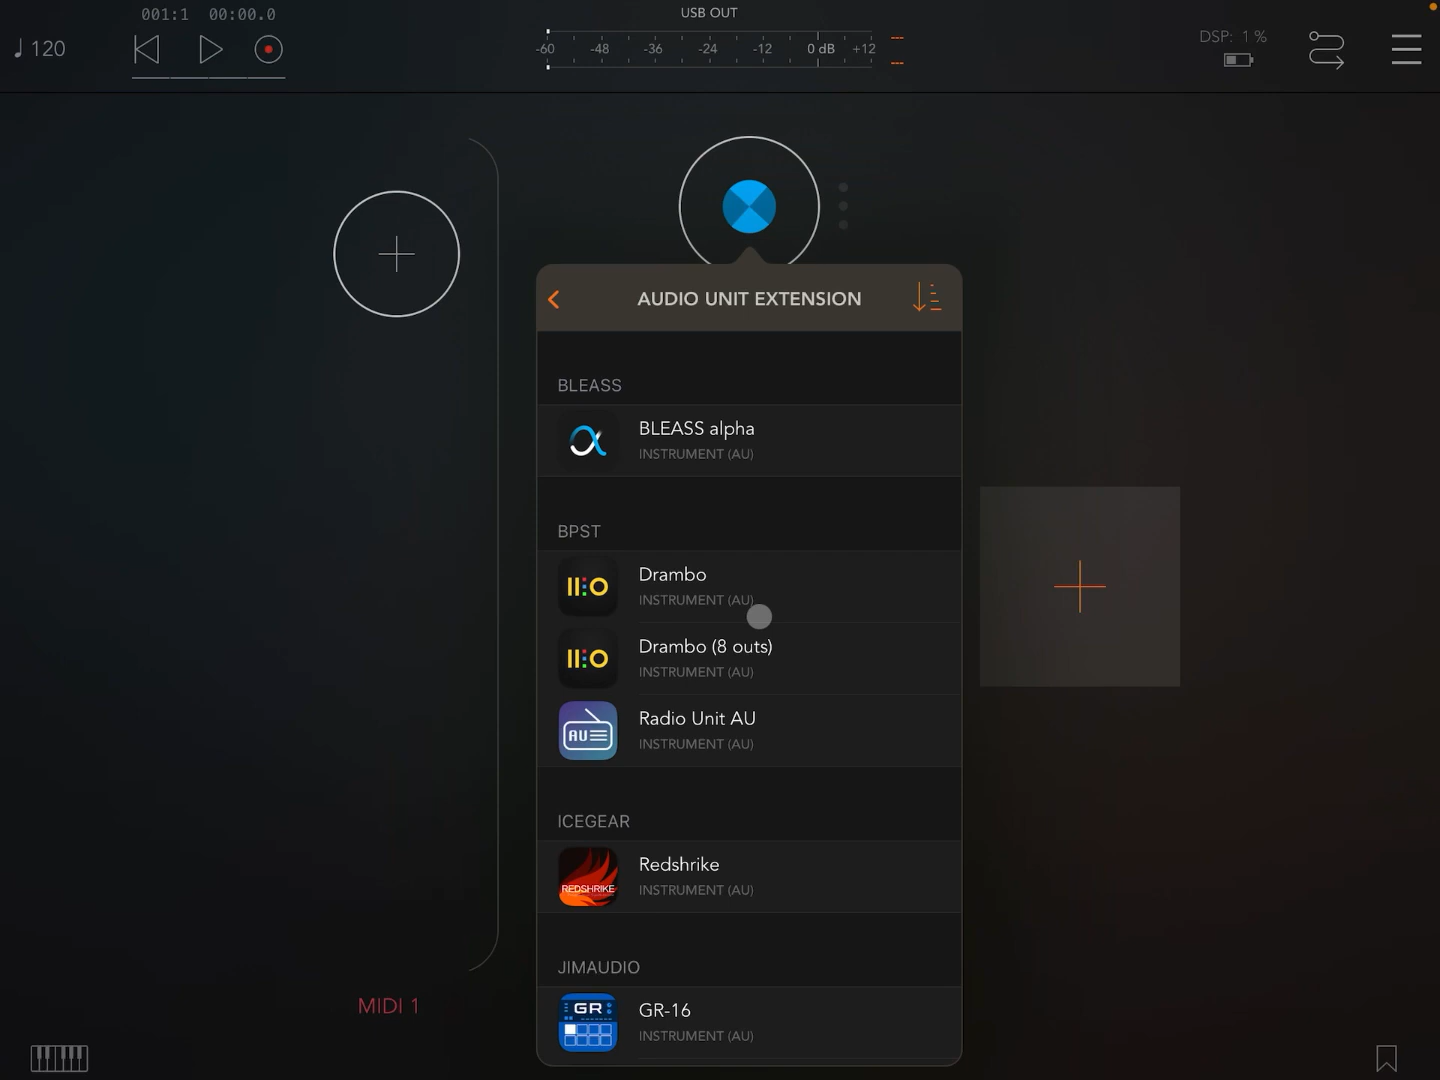 001:1 00:00.0
USB OUT
♩ 120
-60 -48 -36 -24 -12 0 dB +12
DSP: 1 %
AUDIO UNIT EXTENSION
BLEASS
BLEASS alpha
INSTRUMENT (AU)
BPST
Drambo
INSTRUMENT (AU)
Drambo (8 outs)
INSTRUMENT (AU)
AU
Radio Unit AU
INSTRUMENT (AU)
ICEGEAR
REDSHRIKE
Redshrike
INSTRUMENT (AU)
JIMAUDIO
GR
GR-16
INSTRUMENT (AU)
MIDI 1